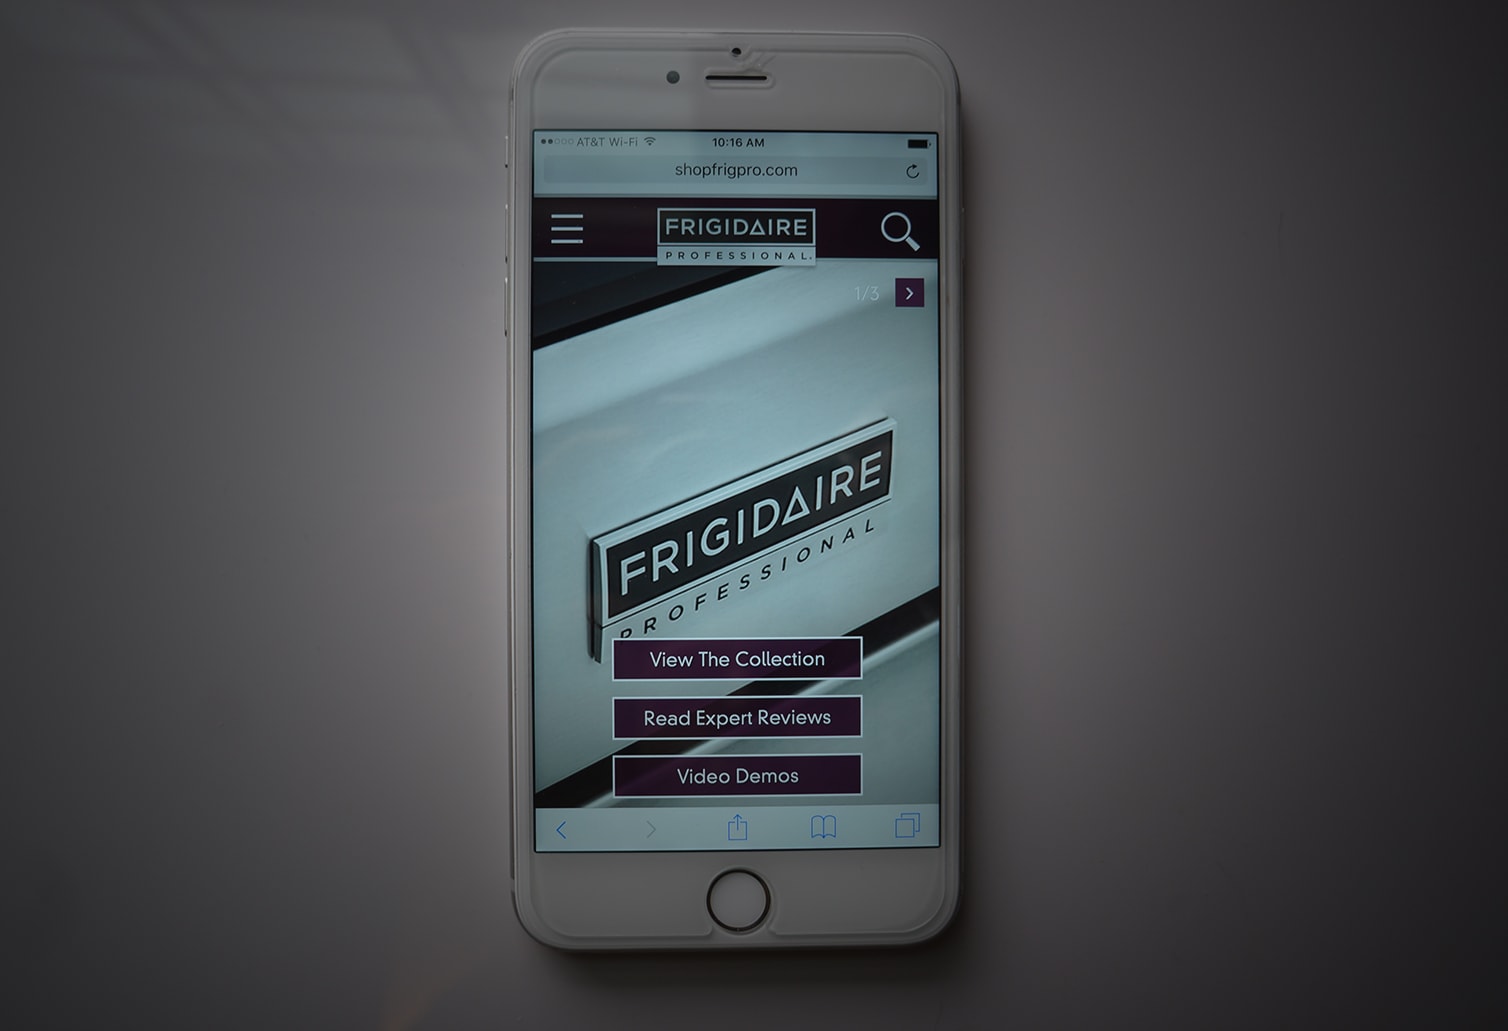 AT&T Wi-Fi 10:16 AM
shopfrigpro.com
FRIGIDAIRE
PROFESSIONAL.
1/3
FRIGIDAIRE
PROFESSIONAL
View The Collection
Read Expert Reviews
Video Demos